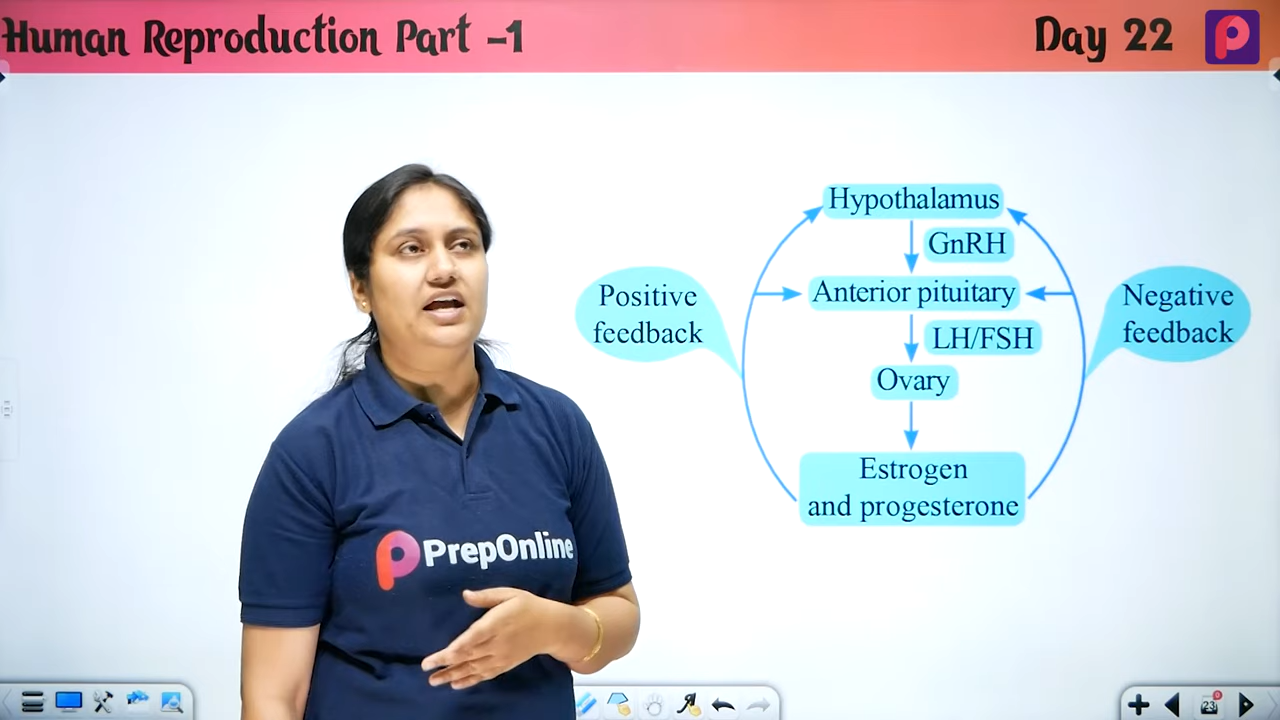 Human Reproduction Part -1
Day 22
Hypothalamus
GnRH
Positive
feedback
Anterior pituitary
Negative
feedback
LH/FSH
Ovary
Estrogen
and progesterone
PrepOnline
23